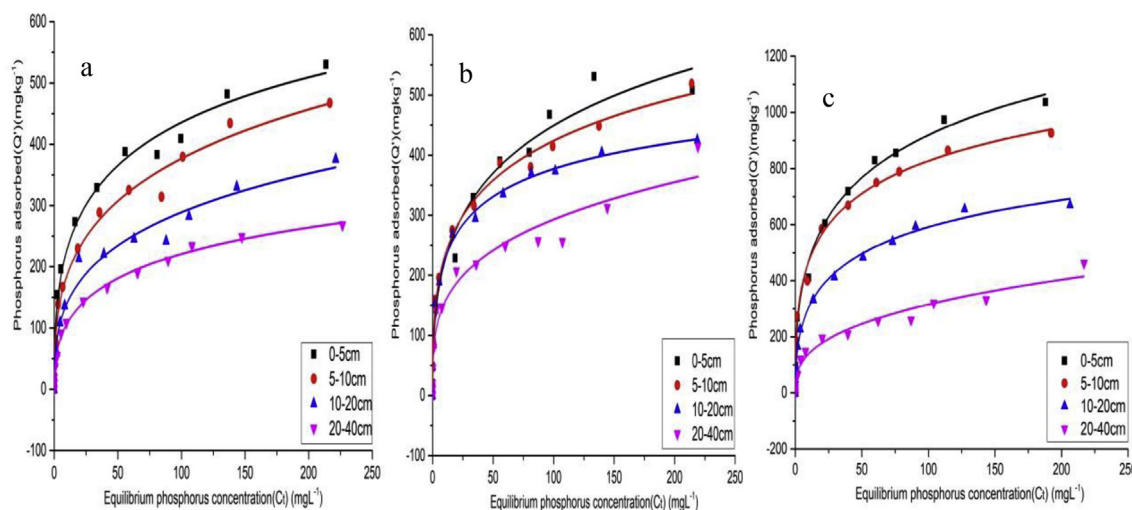 a
Phosphorus adsorbed(Q')(mgkg⁻¹)
600
500
400
300
200
100
0
-100
0-5cm
5-10cm
10-20cm
20-40cm
0 50 100 150 200 250
Equilibrium phosphorus concentration(Cₜ) (mgL⁻¹)
b
Phosphorus adsorbed(Q')(mgkg⁻¹)
600
500
400
300
200
100
0
-100
0-5cm
5-10cm
10-20cm
20-40cm
0 50 100 150 200 250
Equilibrium phosphorus concentration(Cₜ) (mgL⁻¹)
c
Phosphorus adsorbed(Q')(mgkg⁻¹)
1200
1000
800
600
400
200
0
-200
0-5cm
5-10cm
10-20cm
20-40cm
0 50 100 150 200 250
Equilibrium phosphorus concentration(Cₜ) (mgL⁻¹)